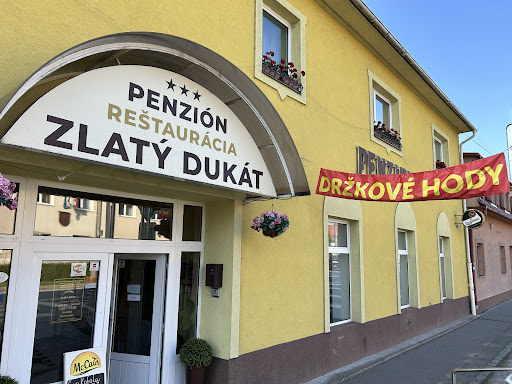 PENZIÓN
REŠTAURÁCIA
ZLATÝ DUKÁT
DRŽKOVÉ HODY
McCain